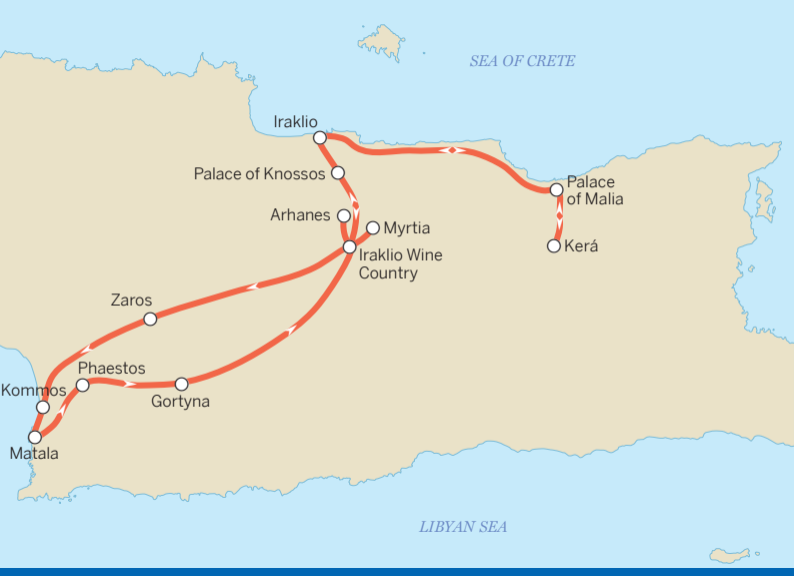 SEA OF CRETE
Iraklio
Palace of Knossos
Palace
of Malia
Arhanes
Myrtia
Kerá
Iraklio Wine
Country
Zaros
Phaestos
Kommos
Gortyna
Matala
LIBYAN SEA